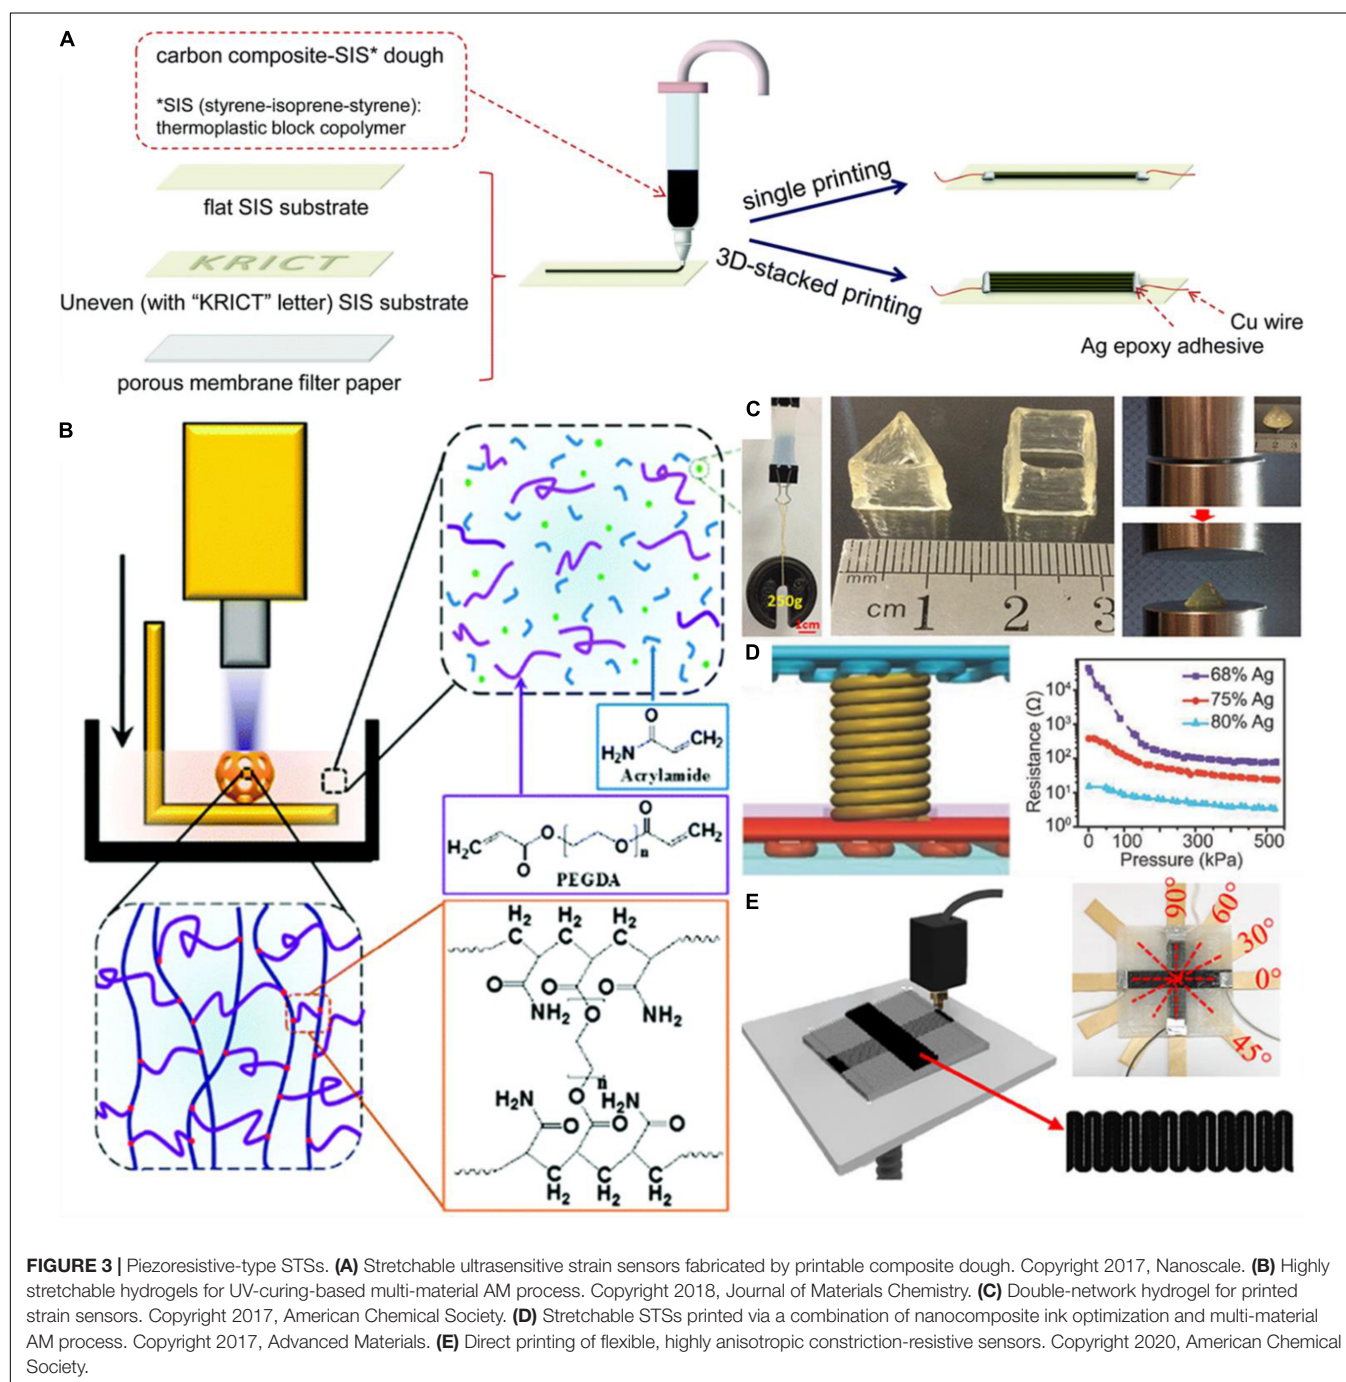 A
carbon composite-SIS* dough
*SIS (styrene-isoprene-styrene):
thermoplastic block copolymer
flat SIS substrate
KRICT
Uneven (with “KRICT” letter) SIS substrate
porous membrane filter paper
single printing
3D-stacked printing
Cu wire
Ag epoxy adhesive
B
O
H₂N
CH₂
Acrylamide
H₂C
O
O
O
O
n
CH₂
PEGDA
H₂ H₂ H₂
C C C
O
O
O
NH₂
O
NH₂
n
O
H₂N
H₂N
O
O
O
C C C
H₂ H₂ H₂
C
250g
1cm
mm
cm 1 2 3
1 2 3
D
Resistance (Ω)
10⁴
10³
10²
10¹
10⁰
68% Ag
75% Ag
80% Ag
0 100 300 500
Pressure (kPa)
E
90°
60°
30°
0°
45°
FIGURE 3 | Piezoresistive-type STSs. (A) Stretchable ultrasensitive strain sensors fabricated by printable composite dough. Copyright 2017, Nanoscale. (B) Highly
stretchable hydrogels for UV-curing-based multi-material AM process. Copyright 2018, Journal of Materials Chemistry. (C) Double-network hydrogel for printed
strain sensors. Copyright 2017, American Chemical Society. (D) Stretchable STSs printed via a combination of nanocomposite ink optimization and multi-material
AM process. Copyright 2017, Advanced Materials. (E) Direct printing of flexible, highly anisotropic constriction-resistive sensors. Copyright 2020, American Chemical
Society.